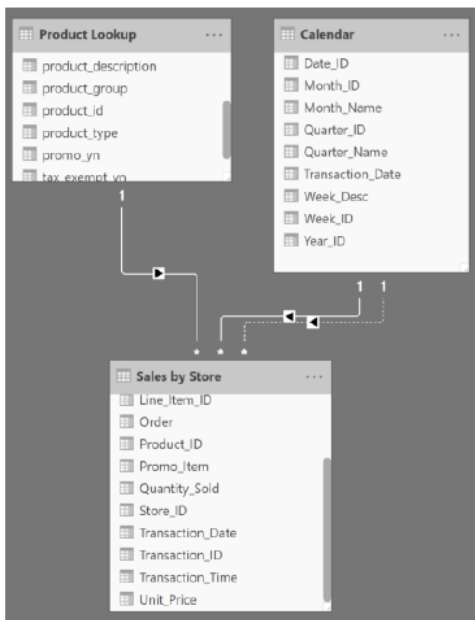 Product Lookup ...
product_description
product_group
product_id
product_type
promo_yn
tax_exempt_yn
Calendar ...
Date_ID
Month_ID
Month_Name
Quarter_ID
Quarter_Name
Transaction_Date
Week_Desc
Week_ID
Year_ID
1
1 1
* * *
Sales by Store ...
Line_Item_ID
Order
Product_ID
Promo_Item
Quantity_Sold
Store_ID
Transaction_Date
Transaction_ID
Transaction_Time
Unit_Price